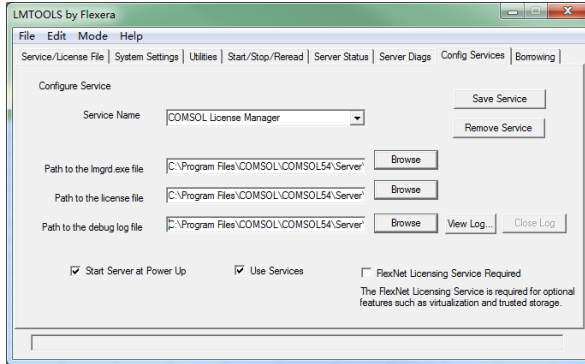 LMTOOLS by Flexera
File Edit Mode Help
Service/License File System Settings Utilities Start/Stop/Reread Server Status Server Diags Config Services Borrowing
Configure Service
Save Service
Service Name COMSOL License Manager
Remove Service
Path to the lmgrd.exe file C:\Program Files\COMSOL\COMSOL54\Server\ Browse
Path to the license file C:\Program Files\COMSOL\COMSOL54\Server\ Browse
Path to the debug log file C:\Program Files\COMSOL\COMSOL54\Server\ Browse View Log... Close Log
Start Server at Power Up Use Services FlexNet Licensing Service Required
The FlexNet Licensing Service is required for optional
features such as virtualization and trusted storage.